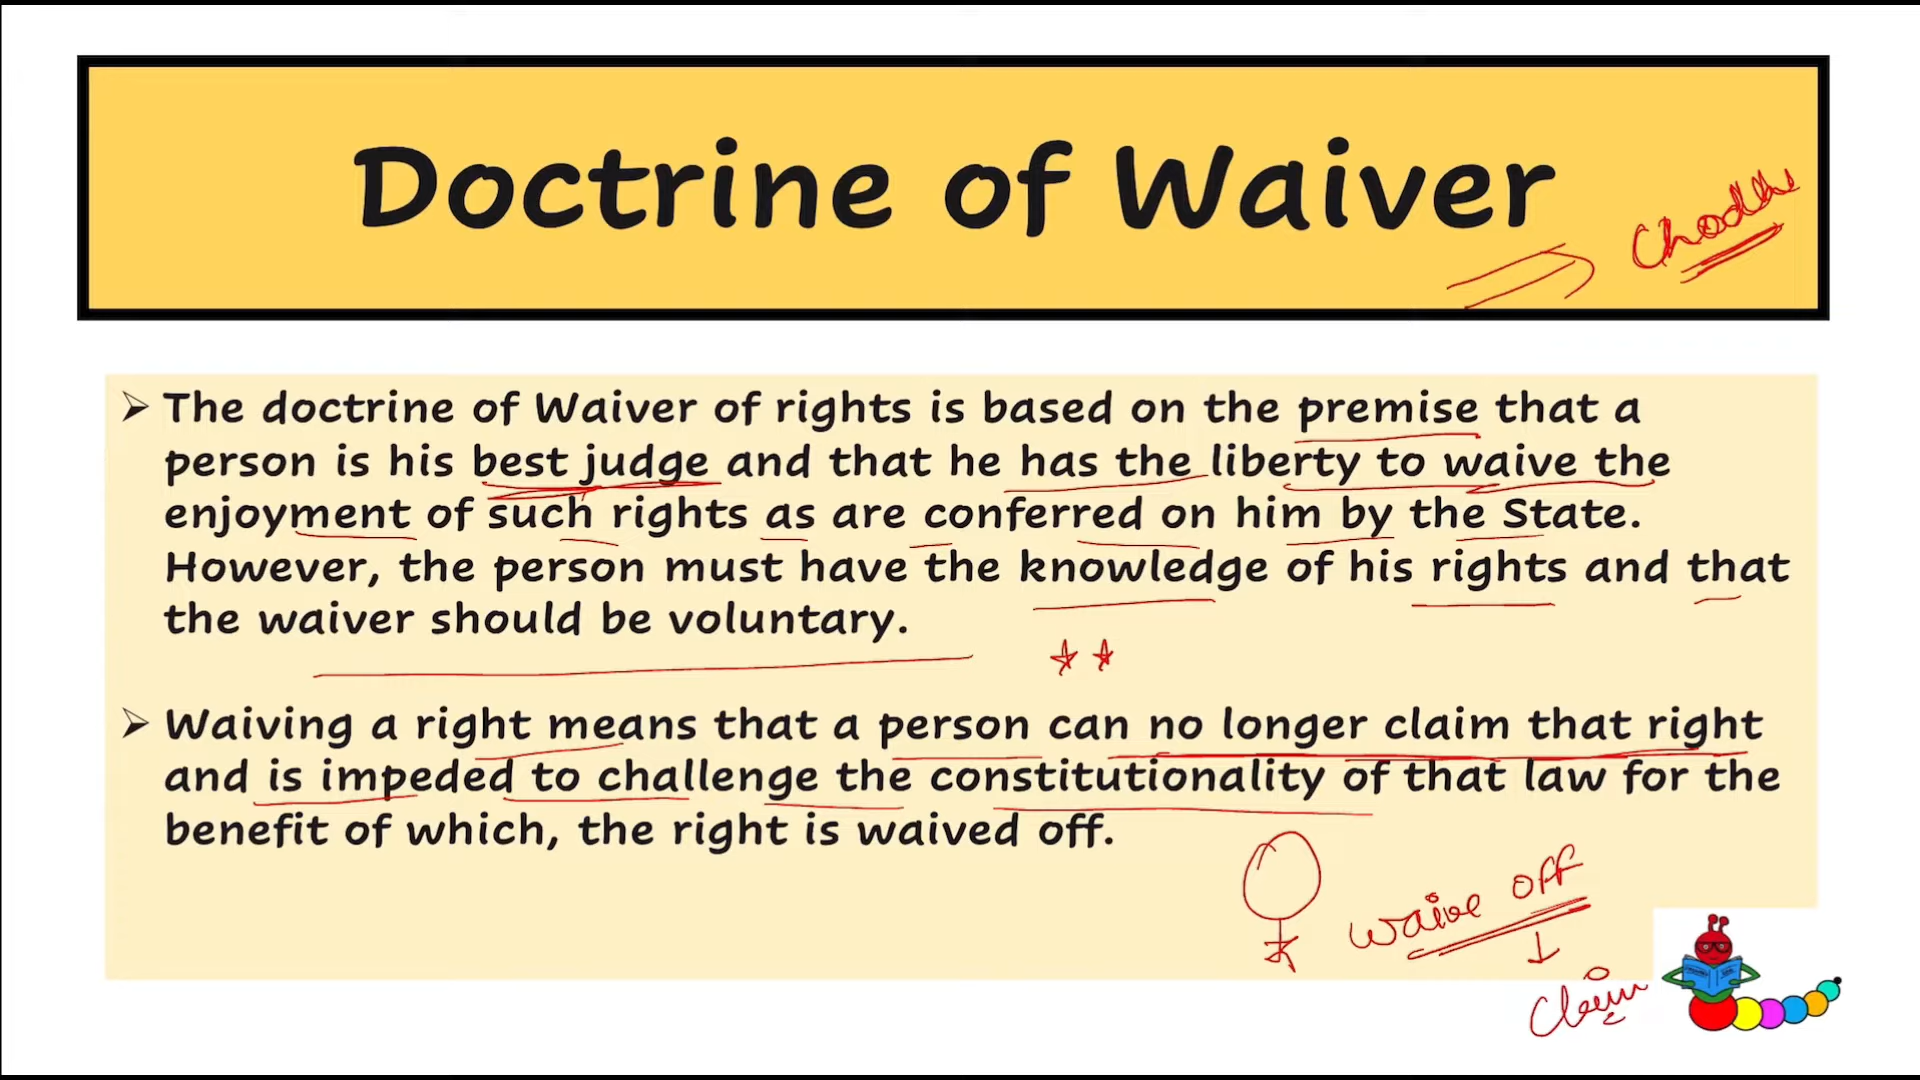 Doctrine of Waiver
➢ The doctrine of Waiver of rights is based on the premise that a
person is his best judge and that he has the liberty to waive the
enjoyment of such rights as are conferred on him by the State.
However, the person must have the knowledge of his rights and that
the waiver should be voluntary.
➢ Waiving a right means that a person can no longer claim that right
and is impeded to challenge the constitutionality of that law for the
benefit of which, the right is waived off.
waive off
Claim